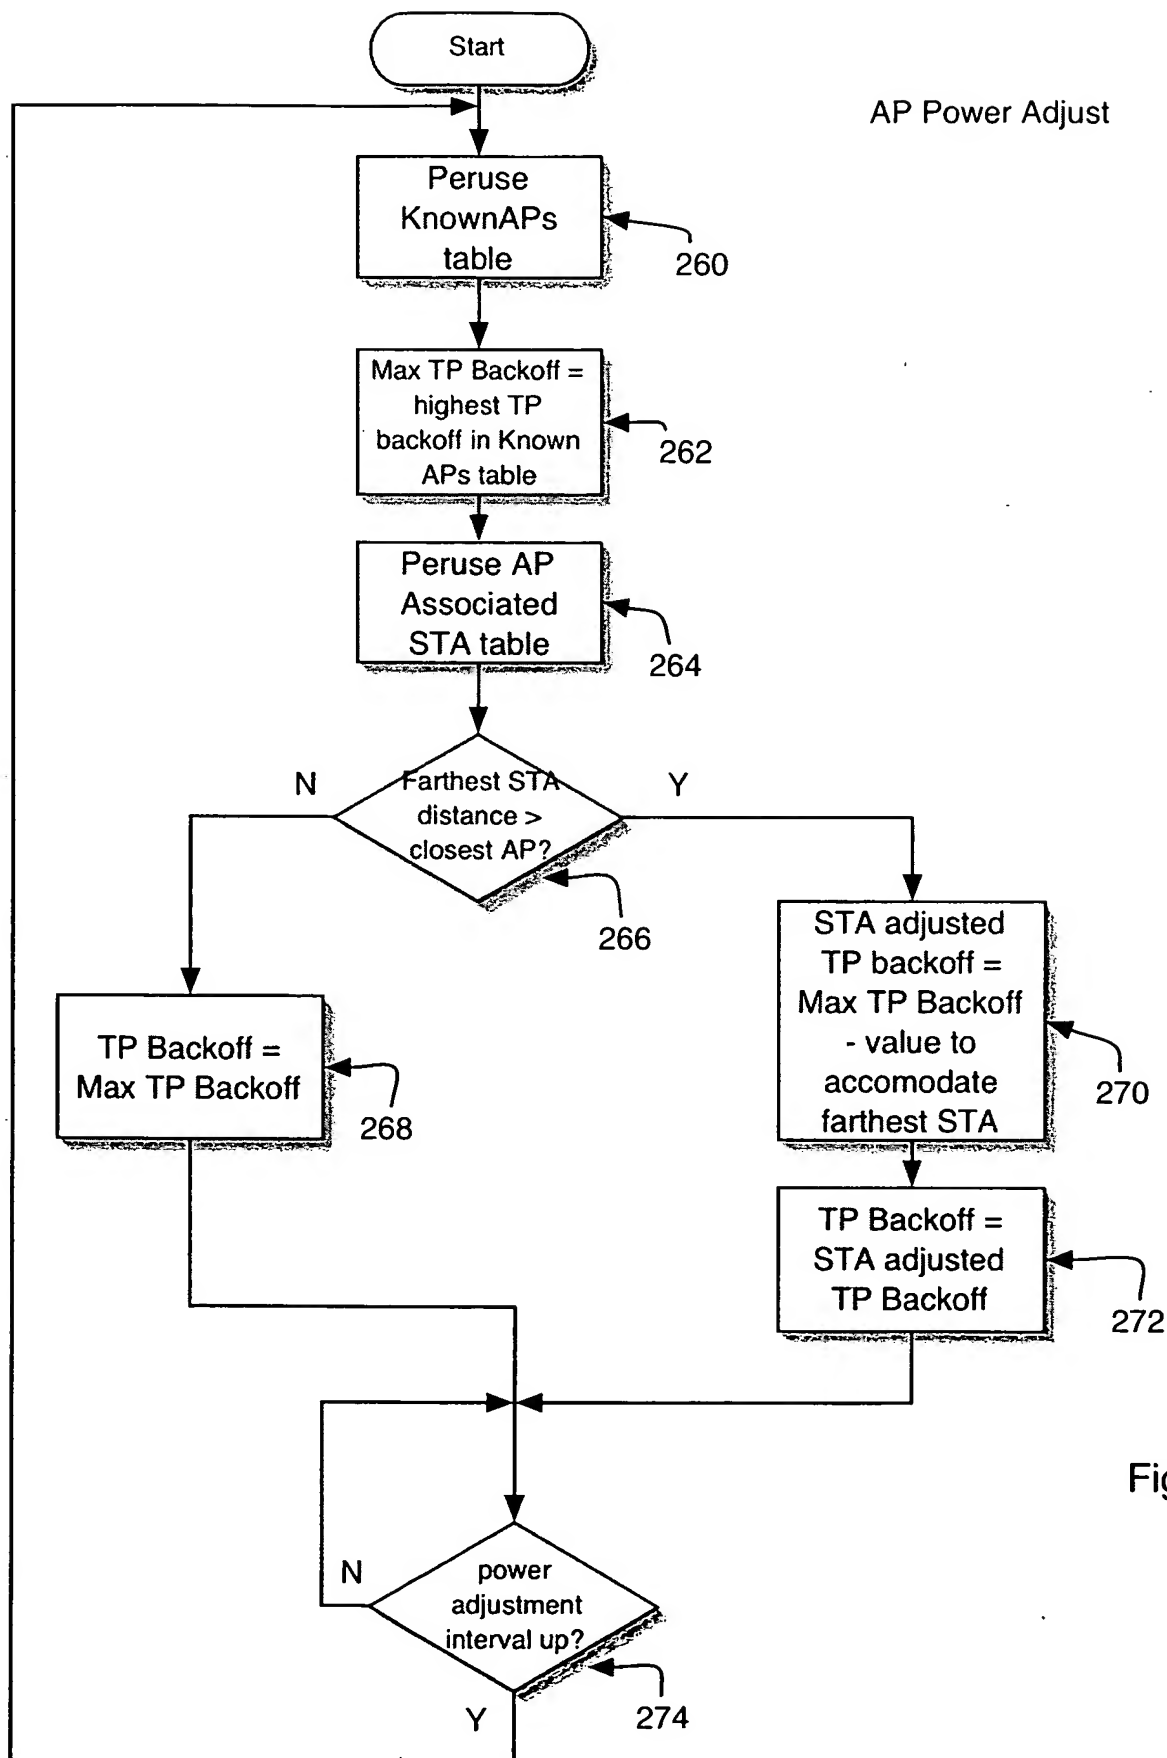 Start
AP Power Adjust
Peruse
KnownAPs
table
260
Max TP Backoff =
highest TP
backoff in Known
APs table
262
Peruse AP
Associated
STA table
264
N
Farthest STA
distance >
closest AP?
Y
266
STA adjusted
TP backoff =
Max TP Backoff
- value to
accomodate
farthest STA
270
TP Backoff =
Max TP Backoff
268
TP Backoff =
STA adjusted
TP Backoff
272
Fig
N
power
adjustment
interval up?
Y
274